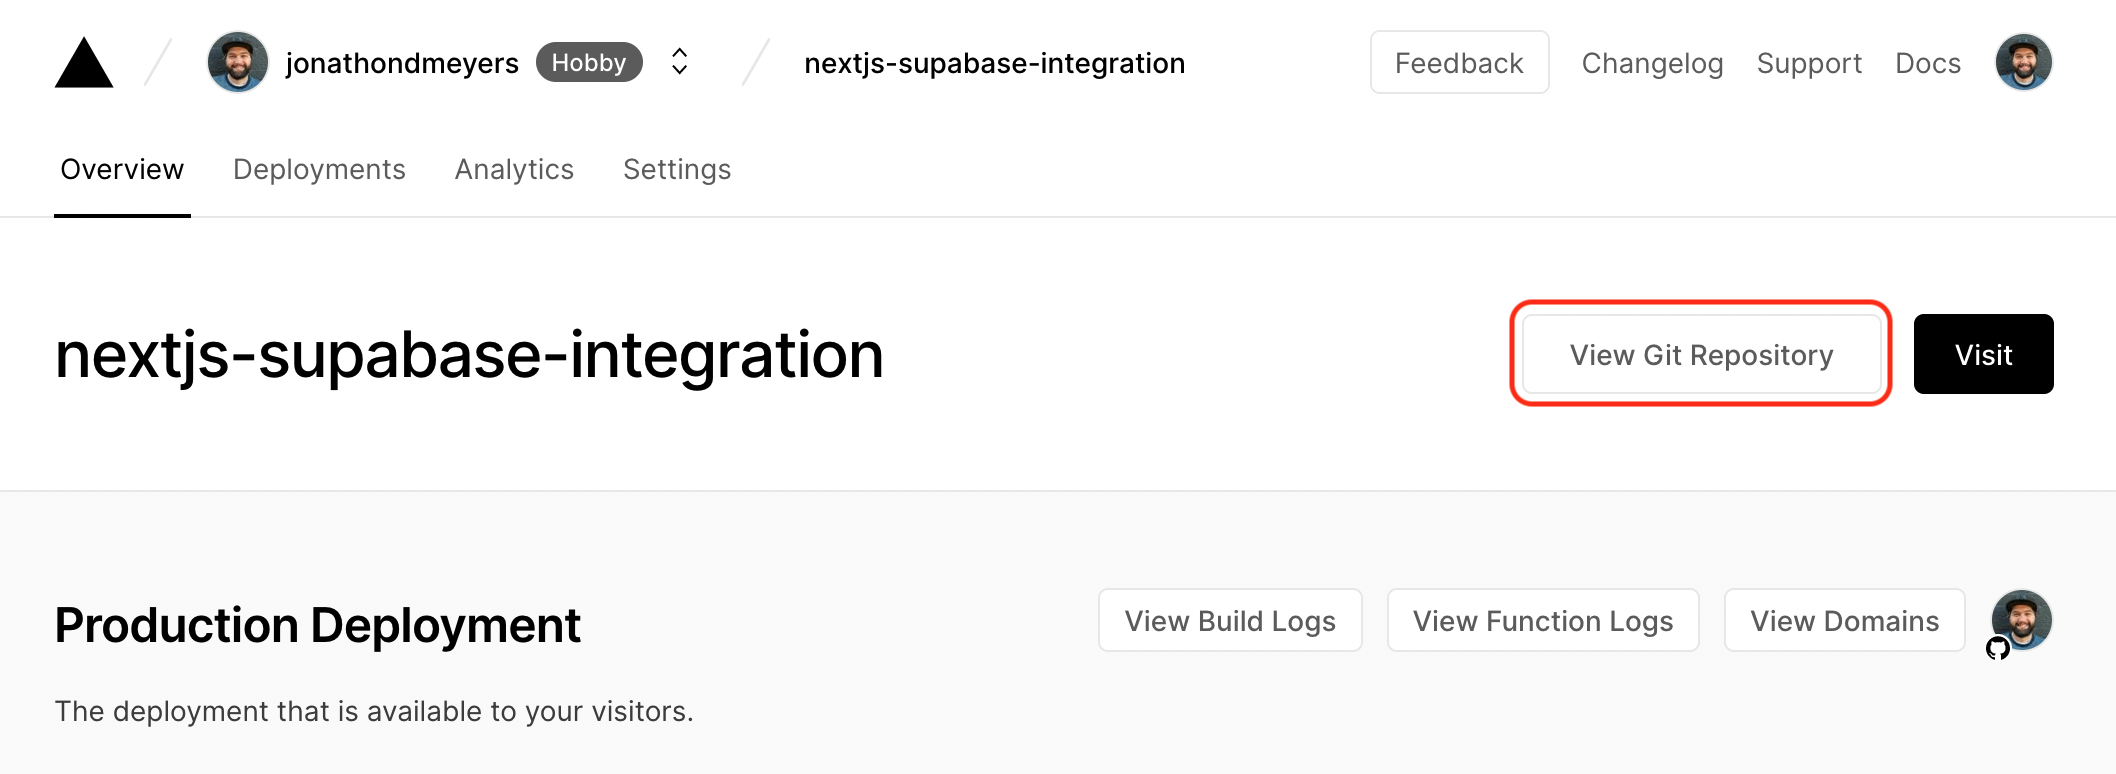 jonathondmeyers Hobby nextjs-supabase-integration Feedback Changelog Support Docs
Overview Deployments Analytics Settings
nextjs-supabase-integration View Git Repository Visit
Production Deployment View Build Logs View Function Logs View Domains
The deployment that is available to your visitors.